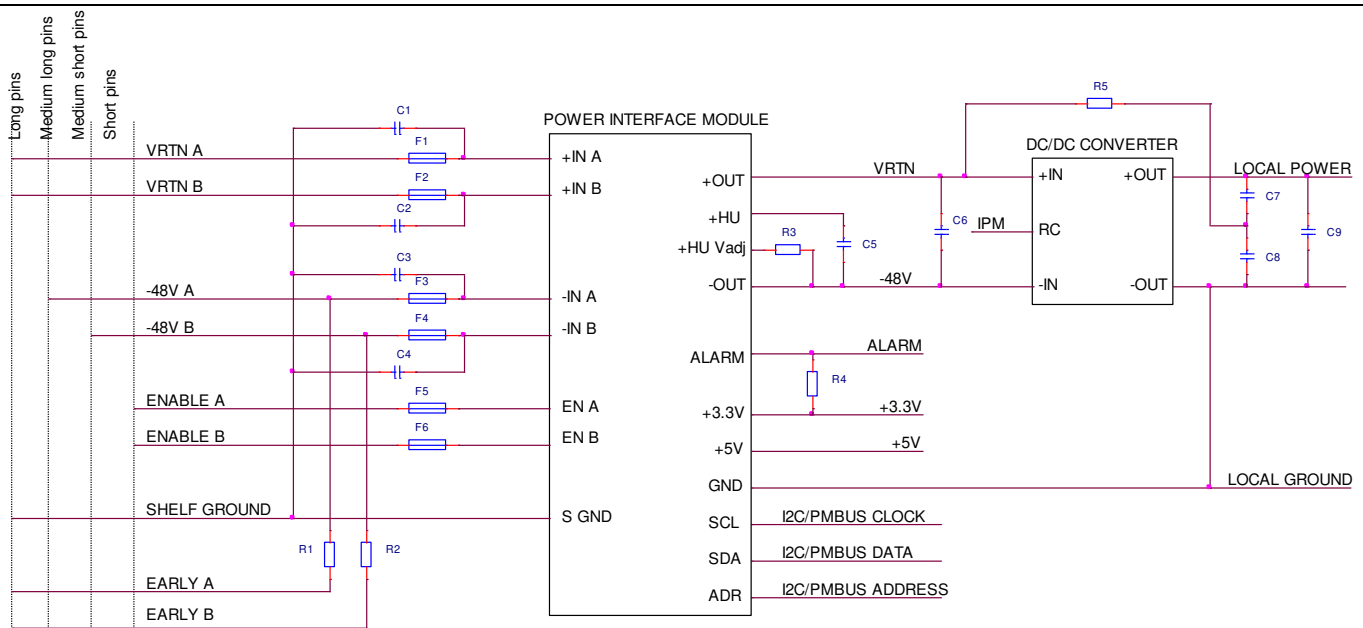 Long pins
Medium long pins
Medium short pins
Short pins
C1
R5
POWER INTERFACE MODULE
DC/DC CONVERTER
VRTN A
F1
+IN A
VRTN B
F2
+IN B
C2
+OUT
VRTN
+IN
+OUT
LOCAL POWER
C7
+HU
C6
IPM
RC
C9
R3
C5
+HU Vadj
C8
C3
-48V A
F3
-IN A
-OUT
-48V
-IN
-OUT
-48V B
F4
-IN B
C4
ALARM
ALARM
R4
ENABLE A
F5
EN A
+3.3V
+3.3V
ENABLE B
F6
EN B
+5V
+5V
GND
LOCAL GROUND
SHELF GROUND
S GND
SCL
I2C/PMBUS CLOCK
R1
R2
SDA
I2C/PMBUS DATA
EARLY A
ADR
I2C/PMBUS ADDRESS
EARLY B